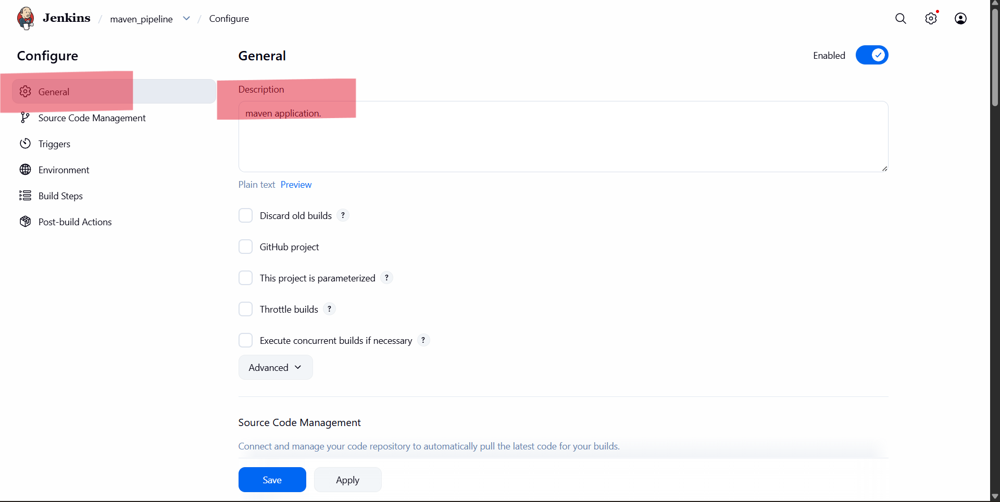 Jenkins / maven_pipeline / Configure
Configure
General
Source Code Management
Triggers
Environment
Build Steps
Post-build Actions
General
Enabled
Description
maven application.
Plain text Preview
Discard old builds ?
GitHub project
This project is parameterized ?
Throttle builds ?
Execute concurrent builds if necessary ?
Advanced
Source Code Management
Connect and manage your code repository to automatically pull the latest code for your builds.
Save Apply